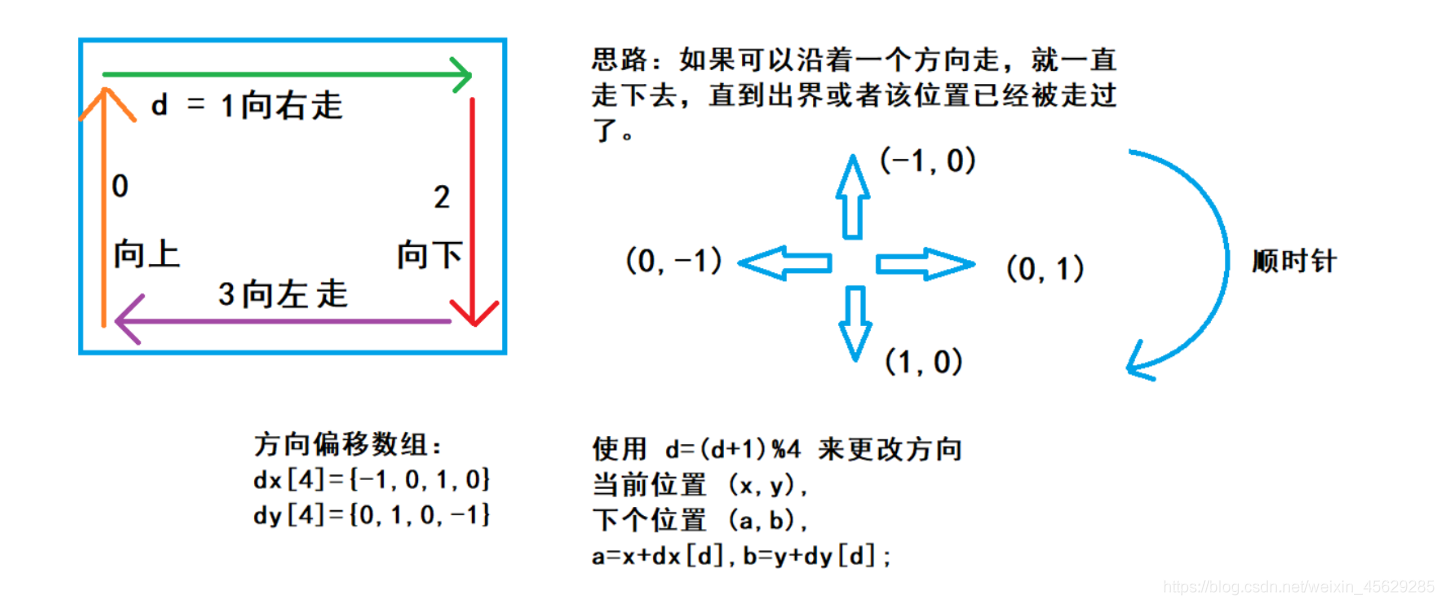 d = 1向右走
0
向上
2
向下
3向左走
思路：如果可以沿着一个方向走，就一直
走下去，直到出界或者该位置已经被走过
了。
(-1,0)
(0,-1)
(0,1)
(1,0)
顺时针
方向偏移数组：
dx[4]={-1,0,1,0}
dy[4]={0,1,0,-1}
使用 d=(d+1)%4 来更改方向
当前位置 (x,y),
下个位置 (a,b),
a=x+dx[d],b=y+dy[d];
https://blog.csdn.net/weixin_45629285